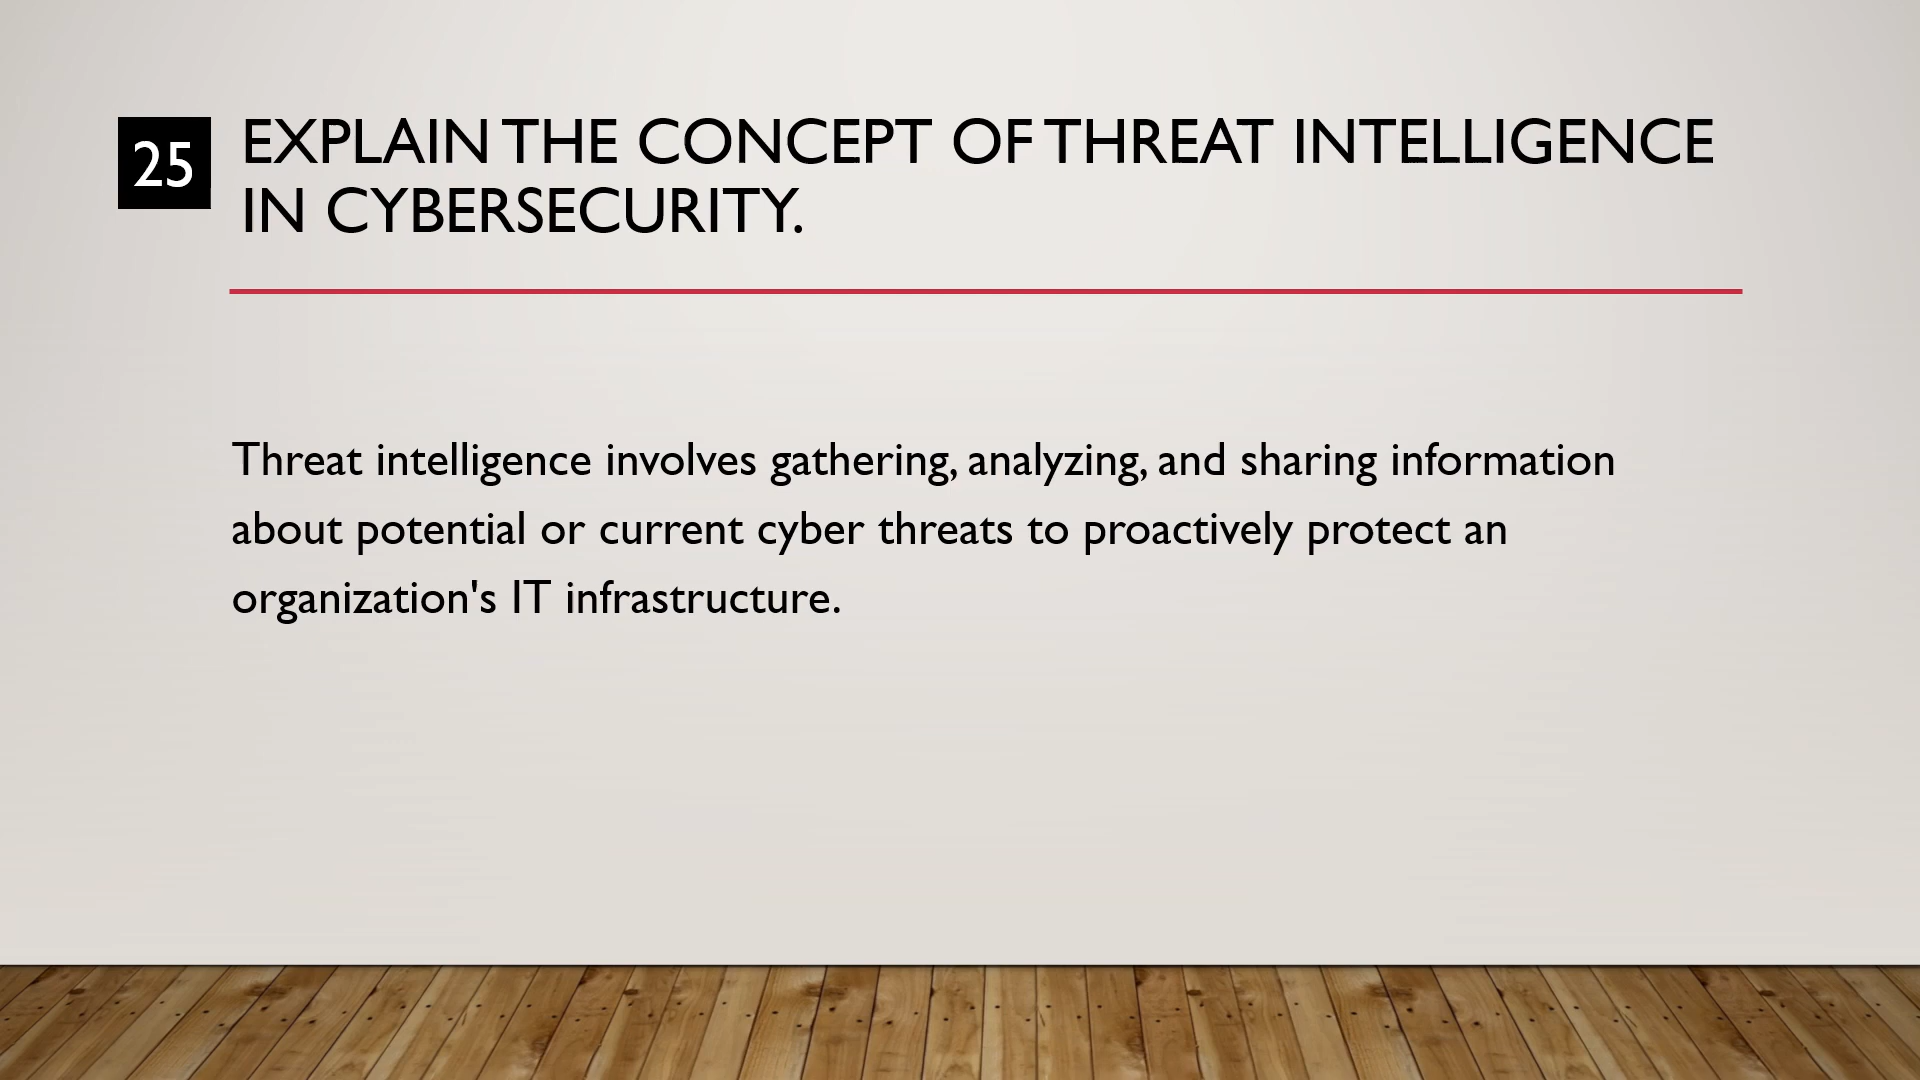 25
EXPLAIN THE CONCEPT OF THREAT INTELLIGENCE
IN CYBERSECURITY.
Threat intelligence involves gathering, analyzing, and sharing information
about potential or current cyber threats to proactively protect an
organization's IT infrastructure.